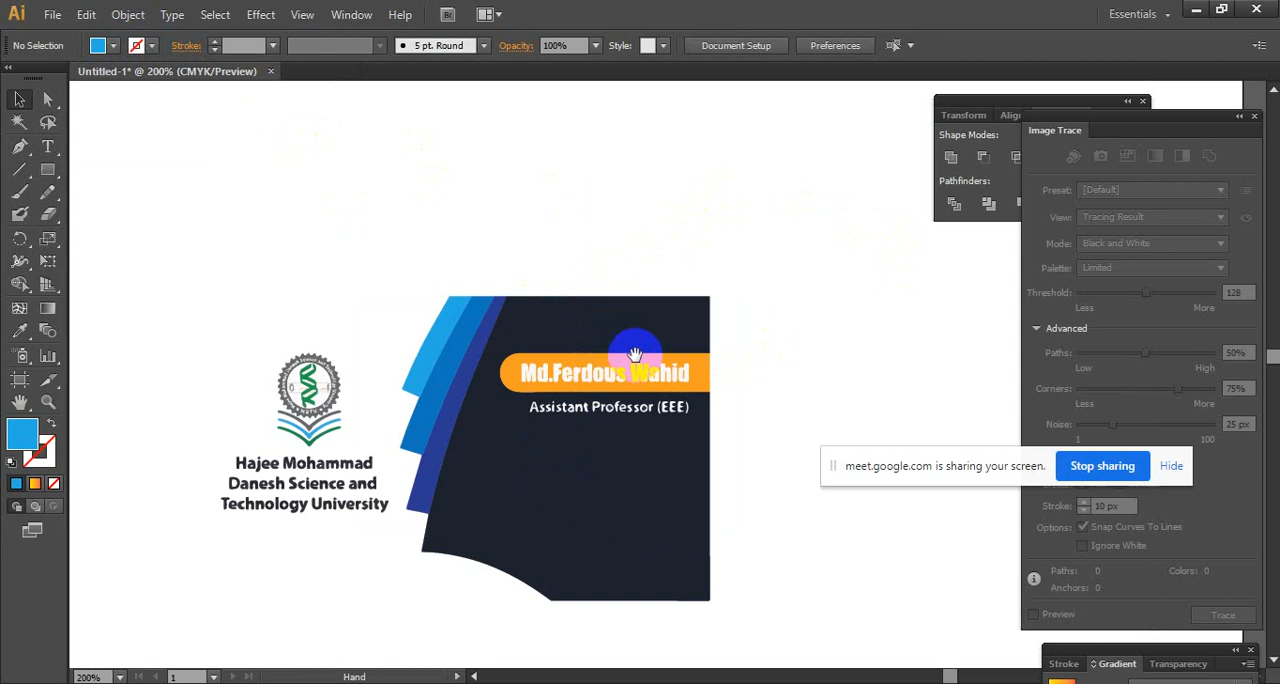 Ai File Edit Object Type Select Effect View Window Help Br Essentials
No Selection Stroke: 5 pt. Round Opacity: 100% Style: Document Setup Preferences
Untitled-1* @ 200% (CMYK/Preview)
Transform
Shape Modes:
Pathfinders:
Image Trace
Preset: [Default]
View: Tracing Result
Mode: Black and White
Palette: Limited
Threshold: 128
Less More
Advanced
Paths: 50%
Low High
Corners: 75%
Less More
Noise: 25 px
1 100
Stroke: 10 px
Options: Snap Curves To Lines
Ignore White
Paths: 0 Colors: 0
Anchors: 0
Preview Trace
Stroke Gradient Transparency
Md.Ferdous Wahid
Assistant Professor (EEE)
Hajee Mohammad
Danesh Science and
Technology University
meet.google.com is sharing your screen. Stop sharing Hide
200% 1 Hand